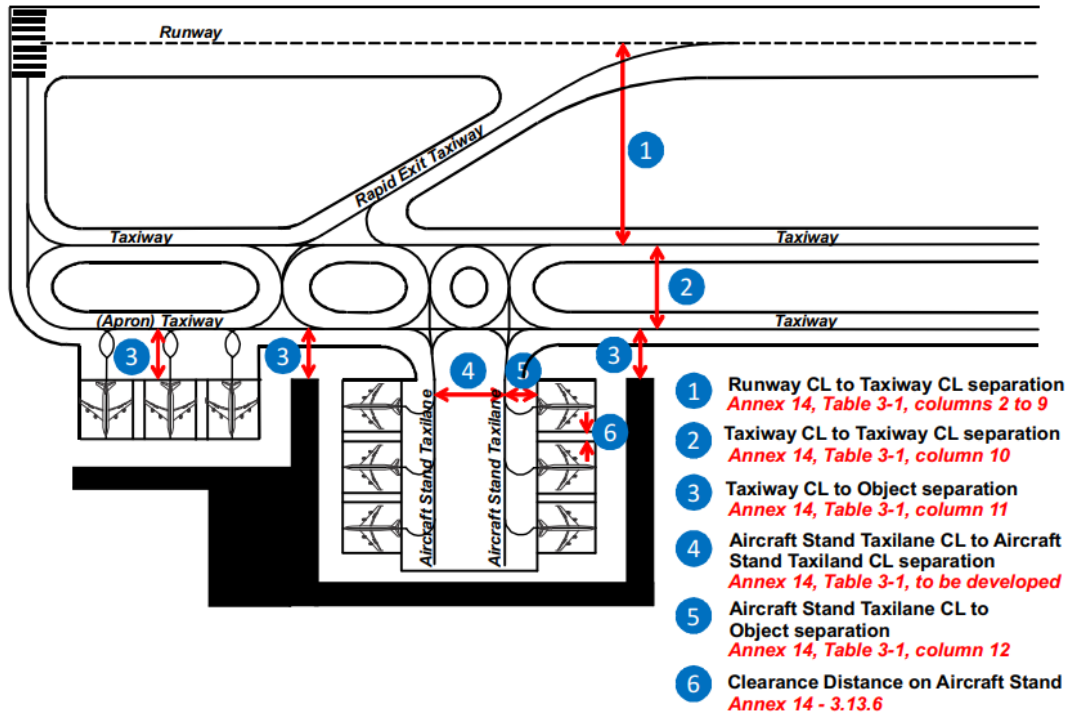 Runway
Rapid Exit Taxiway
1
Taxiway
Taxiway
2
(Apron) Taxiway
Taxiway
3
3
3
4
5
6
Aircraft Stand Taxilane
Aircraft Stand Taxilane
1
Runway CL to Taxiway CL separation
Annex 14, Table 3-1, columns 2 to 9
2
Taxiway CL to Taxiway CL separation
Annex 14, Table 3-1, column 10
3
Taxiway CL to Object separation
Annex 14, Table 3-1, column 11
4
Aircraft Stand Taxilane CL to Aircraft
Stand Taxiland CL separation
Annex 14, Table 3-1, to be developed
5
Aircraft Stand Taxilane CL to
Object separation
Annex 14, Table 3-1, column 12
6
Clearance Distance on Aircraft Stand
Annex 14 - 3.13.6